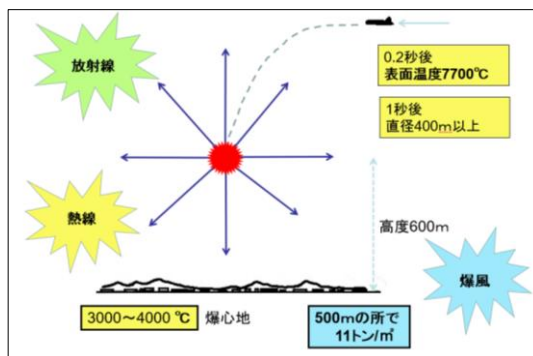 放射線
0.2秒後
表面温度7700℃
1秒後
直径400m以上
熱線
高度600m
爆風
3000～4000 ℃
爆心地
500mの所で
11トン/㎡